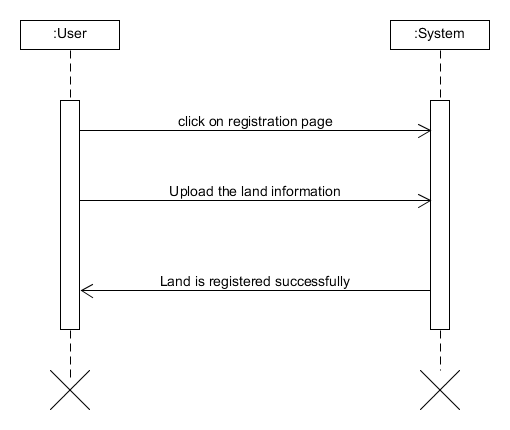 :User
:System
click on registration page
Upload the land information
Land is registered successfully